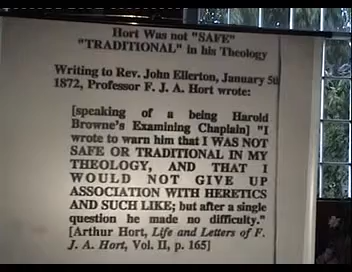 Hort Was not "SAFE"
"TRADITIONAL" in his Theology
Writing to Rev. John Ellerton, January 5th
1872, Professor F. J. A. Hort wrote:
[speaking of a being Harold
Browne's Examining Chaplain] "I
wrote to warn him that I WAS NOT
SAFE OR TRADITIONAL IN MY
THEOLOGY, AND THAT I
WOULD NOT GIVE UP
ASSOCIATION WITH HERETICS
AND SUCH LIKE; but after a single
question he made no difficulty."
[Arthur Hort, Life and Letters of F.
J. A. Hort, Vol. II, p. 165]